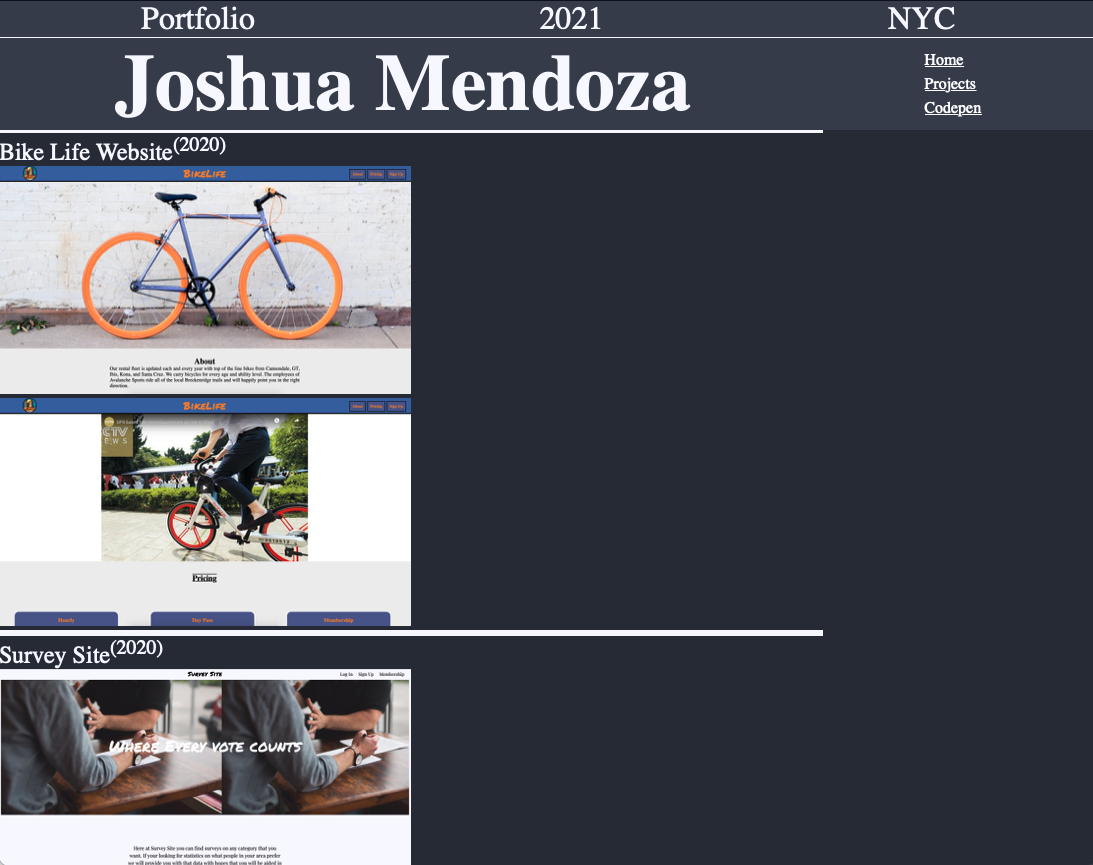 Portfolio 2021 NYC
Joshua Mendoza
Home
Projects
Codepen
Bike Life Website(2020)
BikeLife
About Pricing Sign Up
About
Our rental fleet is updated each and every year with top of the line bikes from Cannondale, GT,
Ibis, Kona, and Santa Cruz. We carry bicycles for every age and ability level. The employees of
Avalanche Sports ride all of the local Breckenridge trails and will happily point you in the right
direction.
BikeLife
About Pricing Sign Up
CTV
EWS
Pricing
Hourly Day Pass Membership
Survey Site(2020)
Survey Site
Log In Sign Up Membership
Where Every vote counts
Here at Survey Site you can find surveys on any category that you
want. If your looking for statistics on what people in your area prefer
we will provide you with that data with hopes that you will be aided in